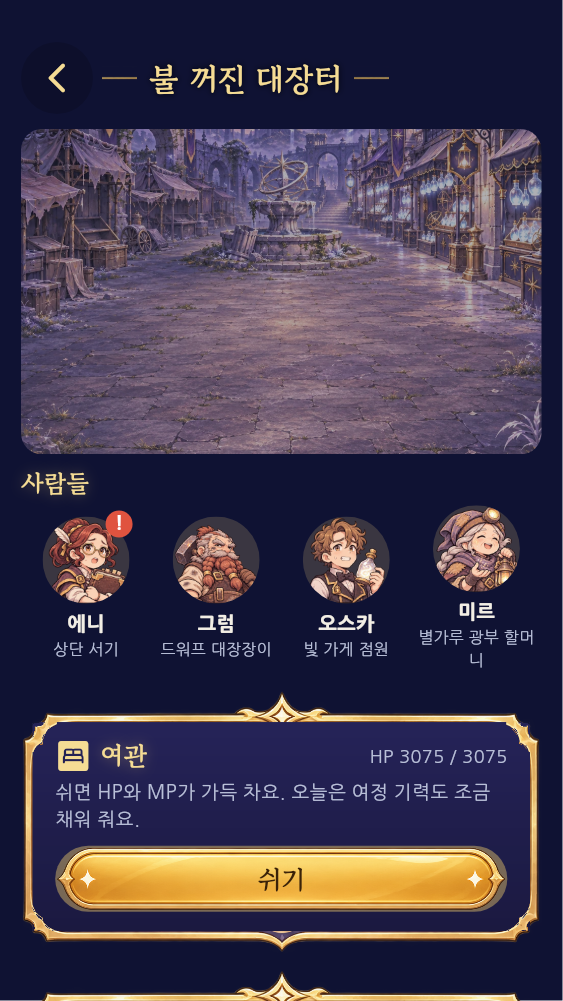 불 꺼진 대장터
사람들
!
에니
상단 서기
그럼
드워프 대장장이
오스카
빛 가게 점원
미르
별가루 광부 할머
니
여관
HP 3075 / 3075
쉬면 HP와 MP가 가득 차요. 오늘은 여정 기력도 조금
채워 줘요.
쉬기